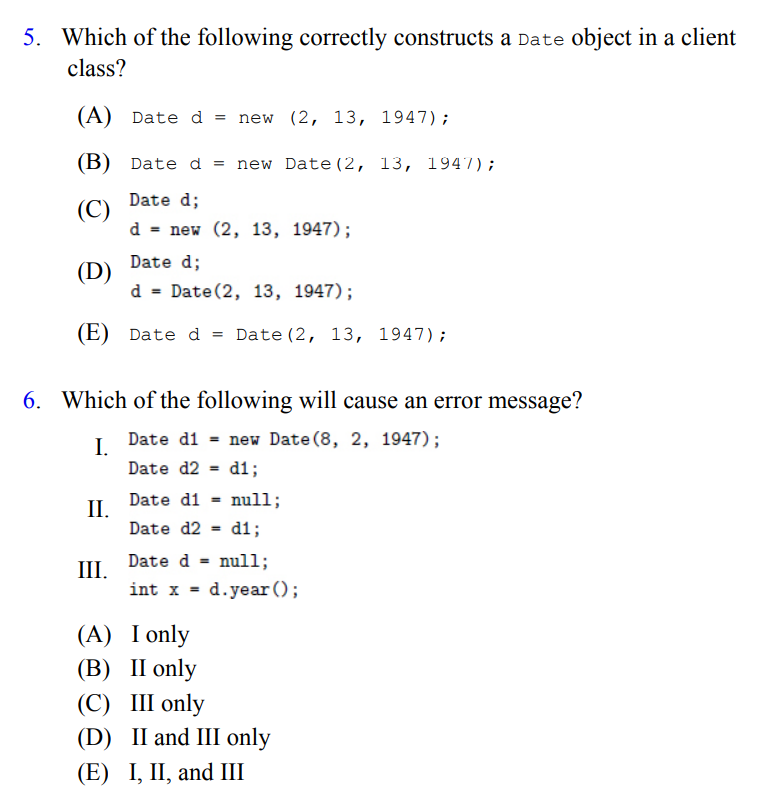 5. Which of the following correctly constructs a Date object in a client
class?
(A) Date d = new (2, 13, 1947);
(B) Date d = new Date(2, 13, 1947);
(C) Date d;
d = new (2, 13, 1947);
(D) Date d;
d = Date(2, 13, 1947);
(E) Date d = Date(2, 13, 1947);
6. Which of the following will cause an error message?
I. Date d1 = new Date(8, 2, 1947);
Date d2 = d1;
II. Date d1 = null;
Date d2 = d1;
III. Date d = null;
int x = d.year();
(A) I only
(B) II only
(C) III only
(D) II and III only
(E) I, II, and III